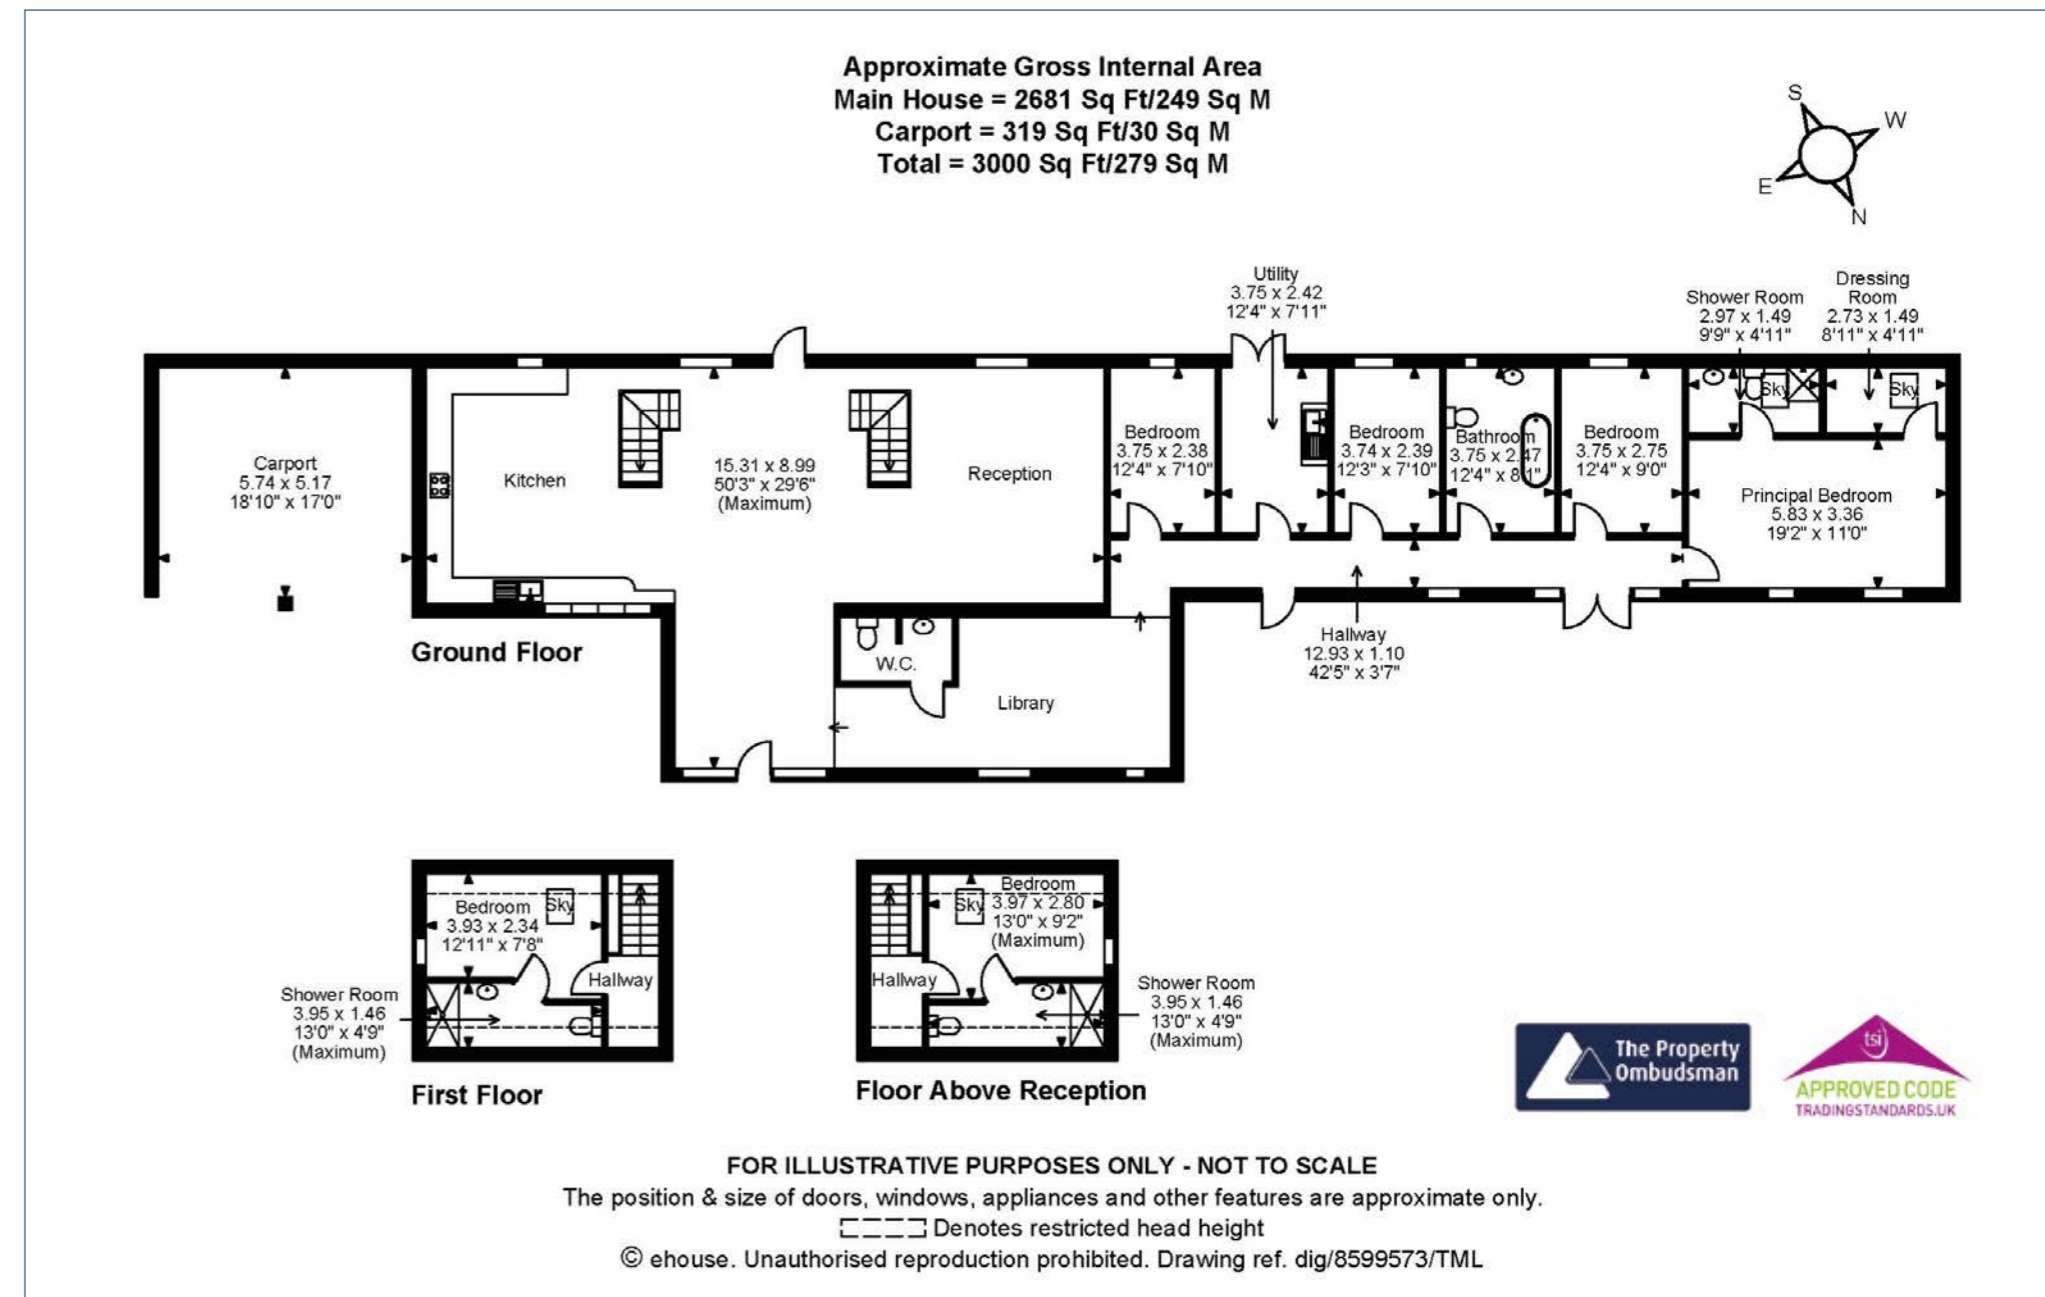 Approximate Gross Internal Area
Main House = 2681 Sq Ft/249 Sq M
Carport = 319 Sq Ft/30 Sq M
Total = 3000 Sq Ft/279 Sq M
S
W
E
N
Utility
3.75 x 2.42
12'4" x 7'11"
Shower Room
2.97 x 1.49
9'9" x 4'11"
Dressing
Room
2.73 x 1.49
8'11" x 4'11"
Sky
Sky
Carport
5.74 x 5.17
18'10" x 17'0"
Kitchen
15.31 x 8.99
50'3" x 29'6"
(Maximum)
Reception
Bedroom
3.75 x 2.38
12'4" x 7'10"
Bedroom
3.74 x 2.39
12'3" x 7'10"
Bathroom
3.75 x 2.47
12'4" x 8'1"
Bedroom
3.75 x 2.75
12'4" x 9'0"
Principal Bedroom
5.83 x 3.36
19'2" x 11'0"
Ground Floor
W.C.
Library
Hallway
12.93 x 1.10
42'5" x 3'7"
Bedroom
3.93 x 2.34
12'11" x 7'8"
Sky
Hallway
Shower Room
3.95 x 1.46
13'0" x 4'9"
(Maximum)
First Floor
Sky
Bedroom
3.97 x 2.80
13'0" x 9'2"
(Maximum)
Hallway
Shower Room
3.95 x 1.46
13'0" x 4'9"
(Maximum)
Floor Above Reception
The Property
Ombudsman
tsi
APPROVED CODE
TRADINGSTANDARDS.UK
FOR ILLUSTRATIVE PURPOSES ONLY - NOT TO SCALE
The position & size of doors, windows, appliances and other features are approximate only.
Denotes restricted head height
© ehouse. Unauthorised reproduction prohibited. Drawing ref. dig/8599573/TML